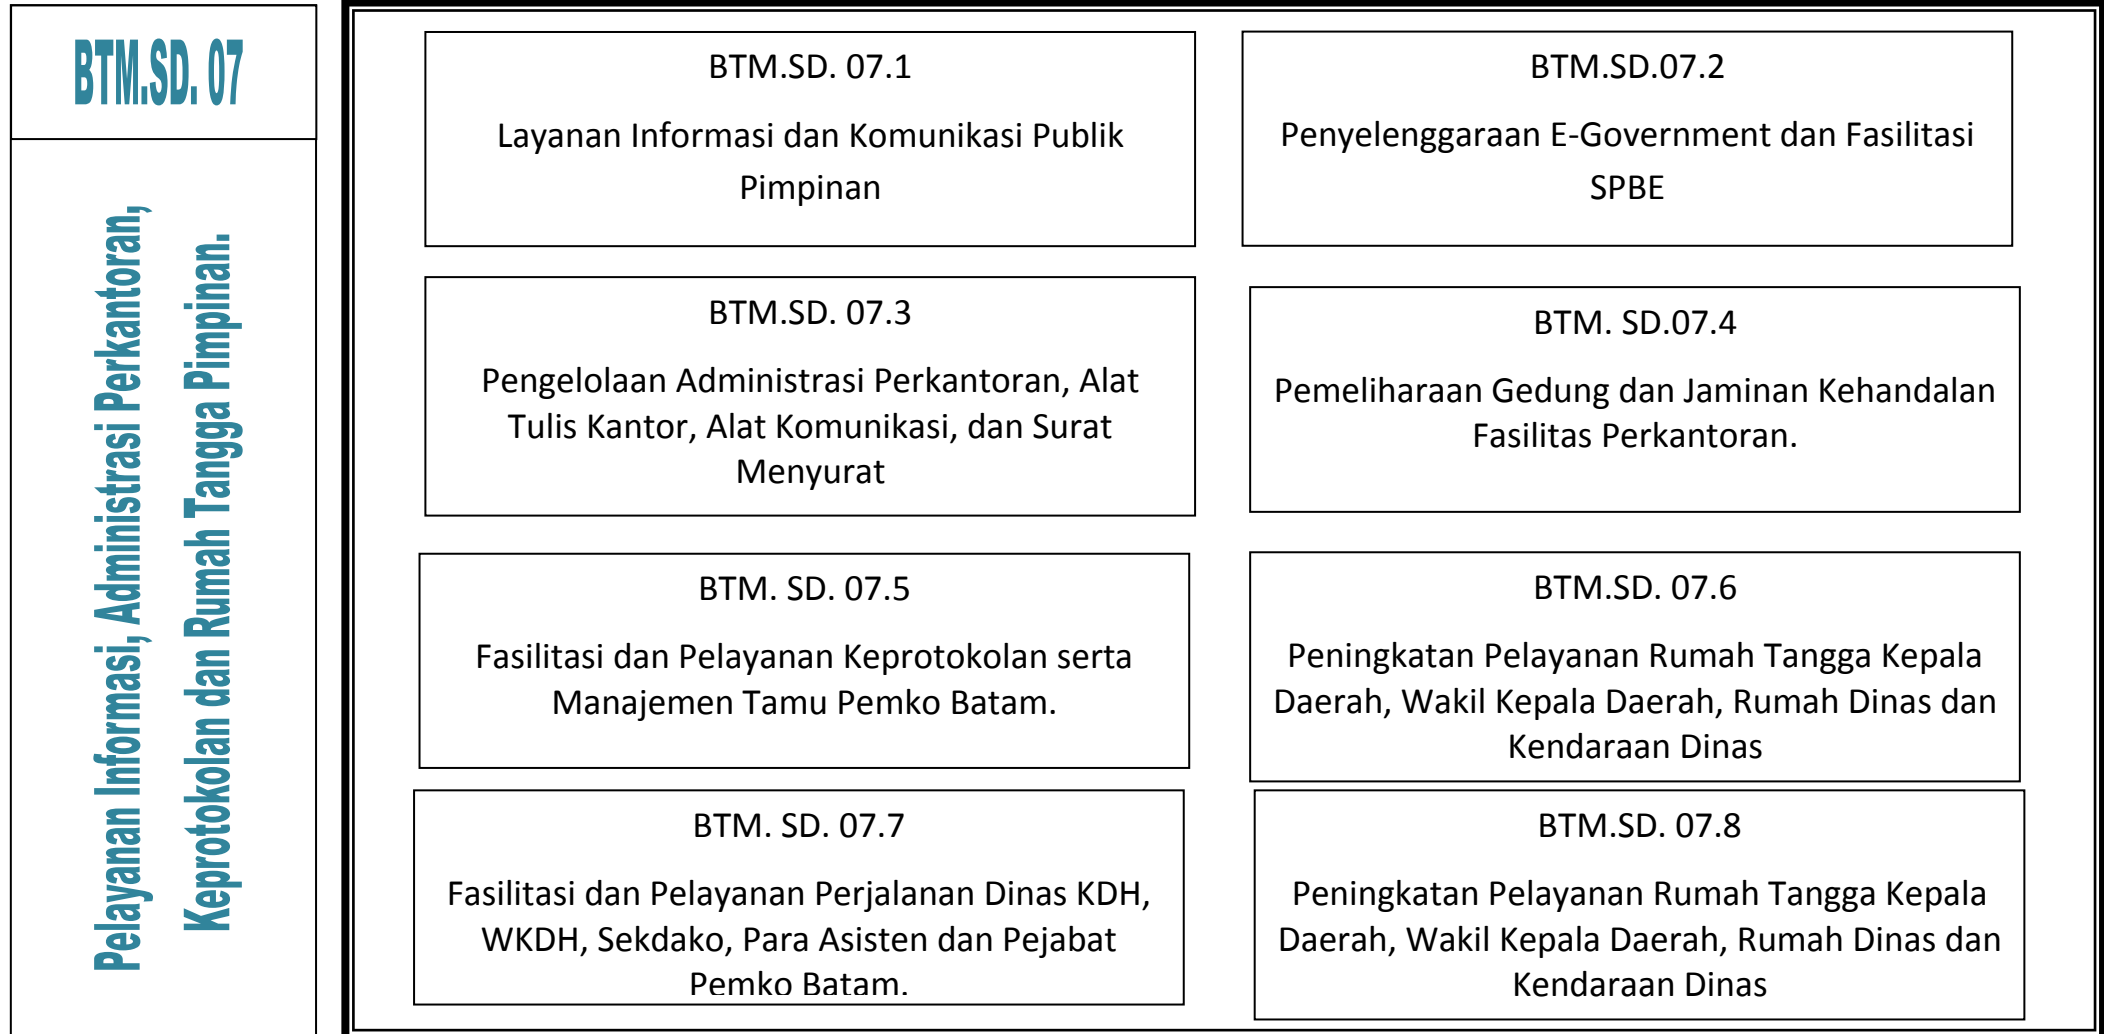 BTM.SD. 07
Pelayanan Informasi, Administrasi Perkantoran,
Keprotokolan dan Rumah Tangga Pimpinan.
BTM.SD. 07.1
Layanan Informasi dan Komunikasi Publik
Pimpinan
BTM.SD.07.2
Penyelenggaraan E-Government dan Fasilitasi
SPBE
BTM.SD. 07.3
Pengelolaan Administrasi Perkantoran, Alat
Tulis Kantor, Alat Komunikasi, dan Surat
Menyurat
BTM. SD.07.4
Pemeliharaan Gedung dan Jaminan Kehandalan
Fasilitas Perkantoran.
BTM. SD. 07.5
Fasilitasi dan Pelayanan Keprotokolan serta
Manajemen Tamu Pemko Batam.
BTM.SD. 07.6
Peningkatan Pelayanan Rumah Tangga Kepala
Daerah, Wakil Kepala Daerah, Rumah Dinas dan
Kendaraan Dinas
BTM. SD. 07.7
Fasilitasi dan Pelayanan Perjalanan Dinas KDH,
WKDH, Sekdako, Para Asisten dan Pejabat
Pemko Batam.
BTM.SD. 07.8
Peningkatan Pelayanan Rumah Tangga Kepala
Daerah, Wakil Kepala Daerah, Rumah Dinas dan
Kendaraan Dinas